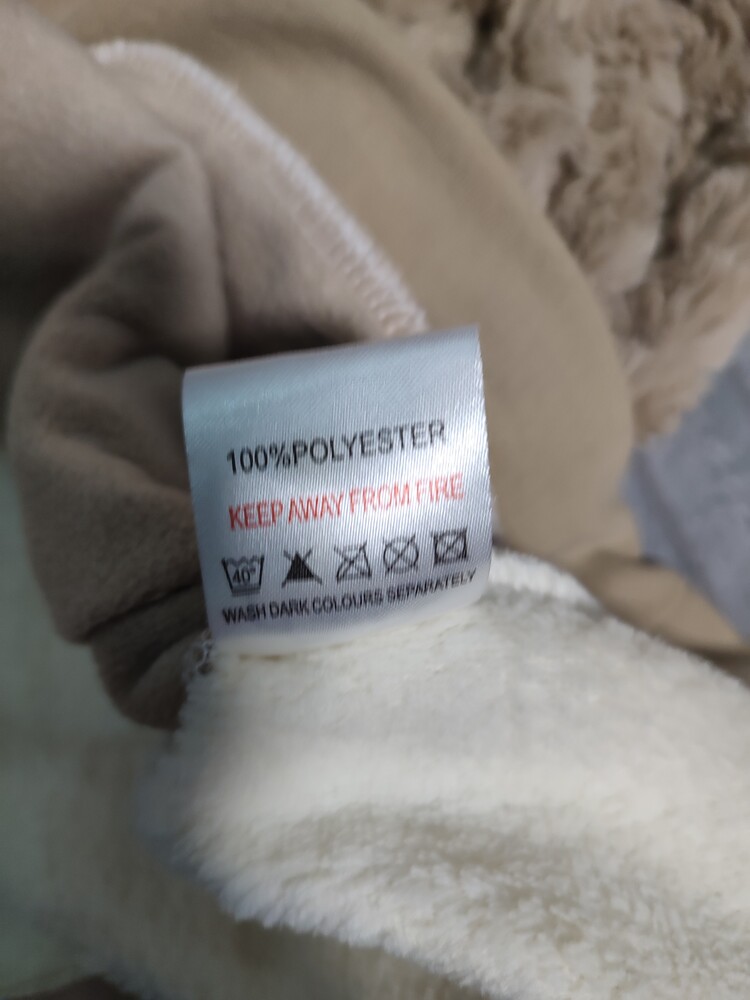 100%POLYESTER
KEEP AWAY FROM FIRE
40°
WASH DARK COLOURS SEPARATELY